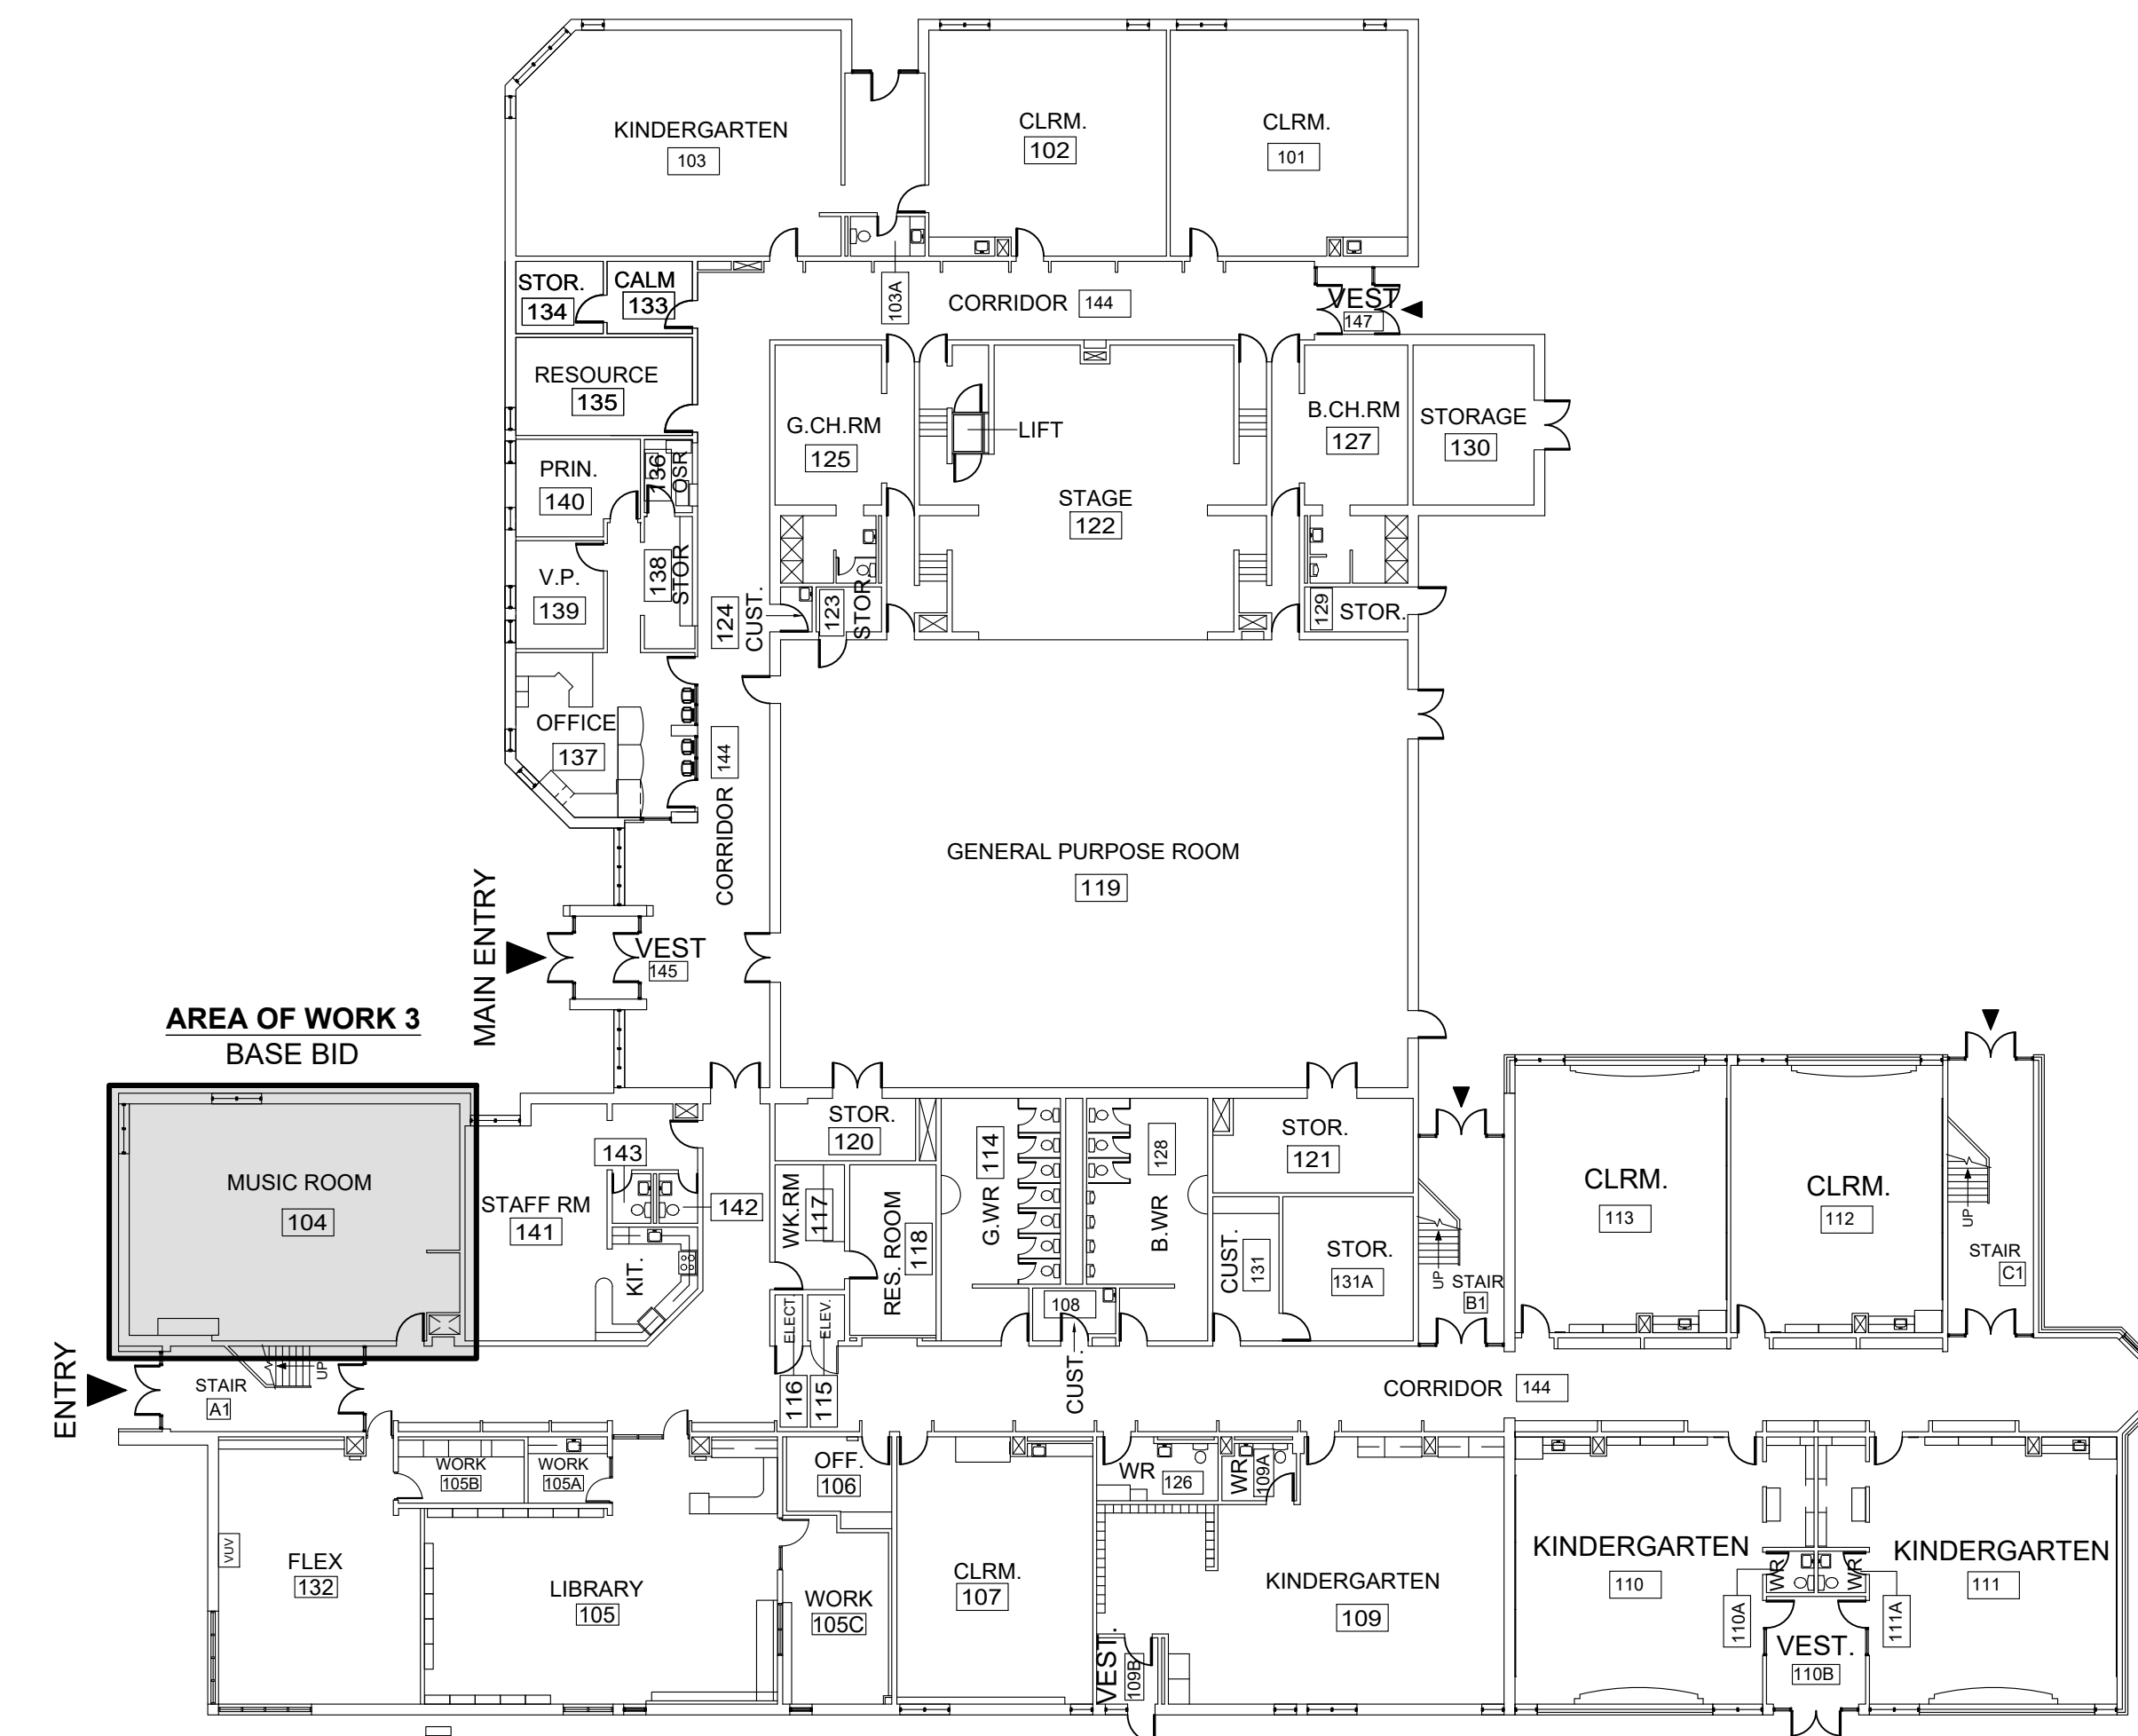 KINDERGARTEN
103
CLRM.
102
CLRM.
101
STOR.
134
CALM
133
103A
CORRIDOR 144
VEST
147
RESOURCE
135
G.CH.RM
125
LIFT
B.CH.RM
127
STORAGE
130
PRIN.
140
136
OSR
STAGE
122
V.P.
139
138
STOR
124
CUST.
123
STOR.
129
STOR.
OFFICE
137
144
CORRIDOR
GENERAL PURPOSE ROOM
119
MAIN ENTRY
VEST
145
AREA OF WORK 3
BASE BID
MUSIC ROOM
104
STAFF RM
141
143
142
KIT.
STOR.
120
WK.RM
117
RES. ROOM
118
G.WR
114
128
B.WR
STOR.
121
CUST.
131
STOR.
131A
108
CUST.
ELECT.
ELEV.
116
115
UP
STAIR
B1
CLRM.
113
CLRM.
112
UP
STAIR
C1
ENTRY
STAIR
A1
UP
CORRIDOR 144
WORK
105B
WORK
105A
OFF.
106
WR
126
WR
109A
VUV
FLEX
132
LIBRARY
105
WORK
105C
CLRM.
107
VEST.
109B
KINDERGARTEN
109
KINDERGARTEN
110
WR
110A
WR
111A
VEST.
110B
KINDERGARTEN
111